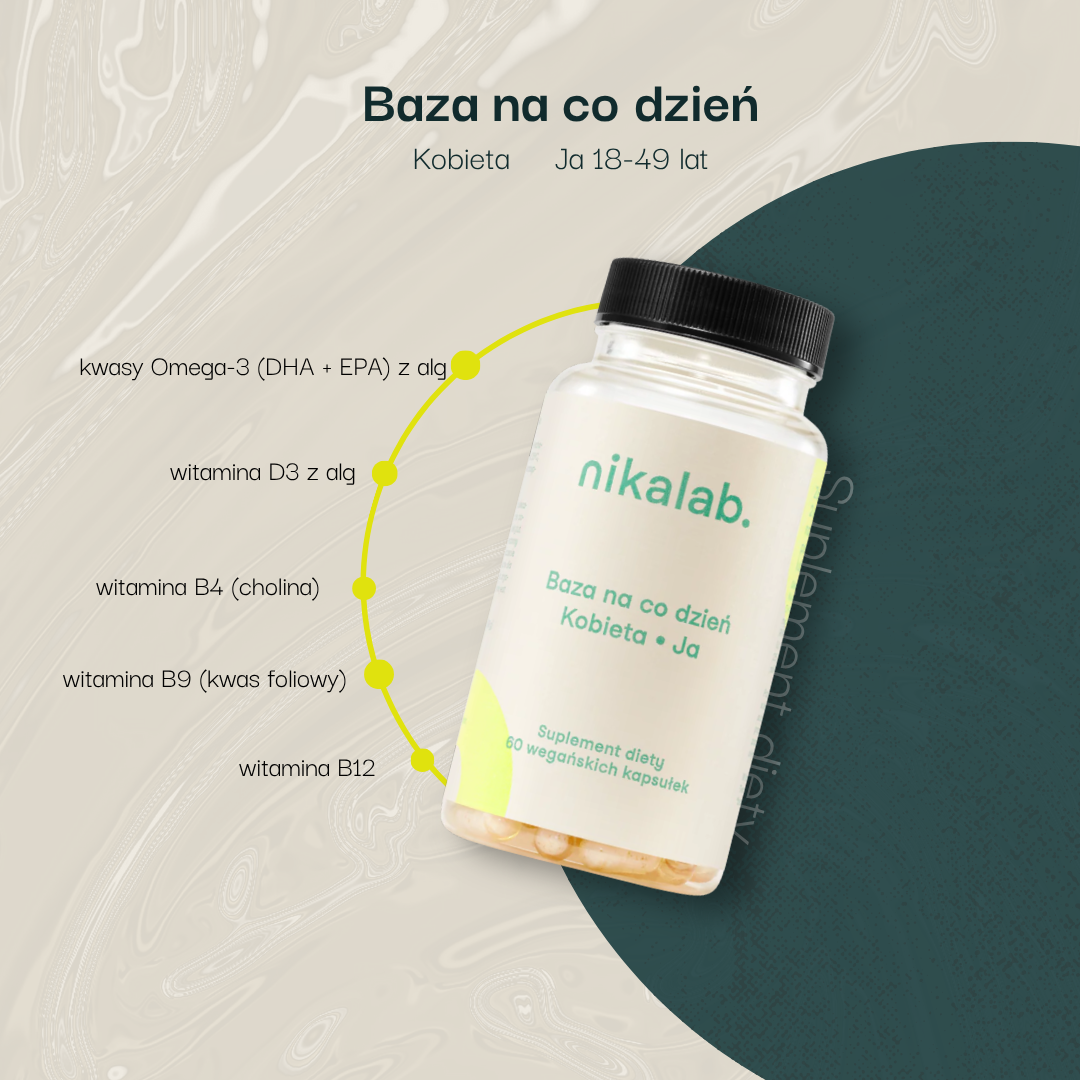 Baza na co dzień
Kobieta Ja 18-49 lat
kwasy Omega-3 (DHA + EPA) z alg
witamina D3 z alg
witamina B4 (cholina)
witamina B9 (kwas foliowy)
witamina B12
nikalab.
Baza na co dzień
Kobieta • Ja
Suplement diety
60 wegańskich kapsułek
Suplement diety